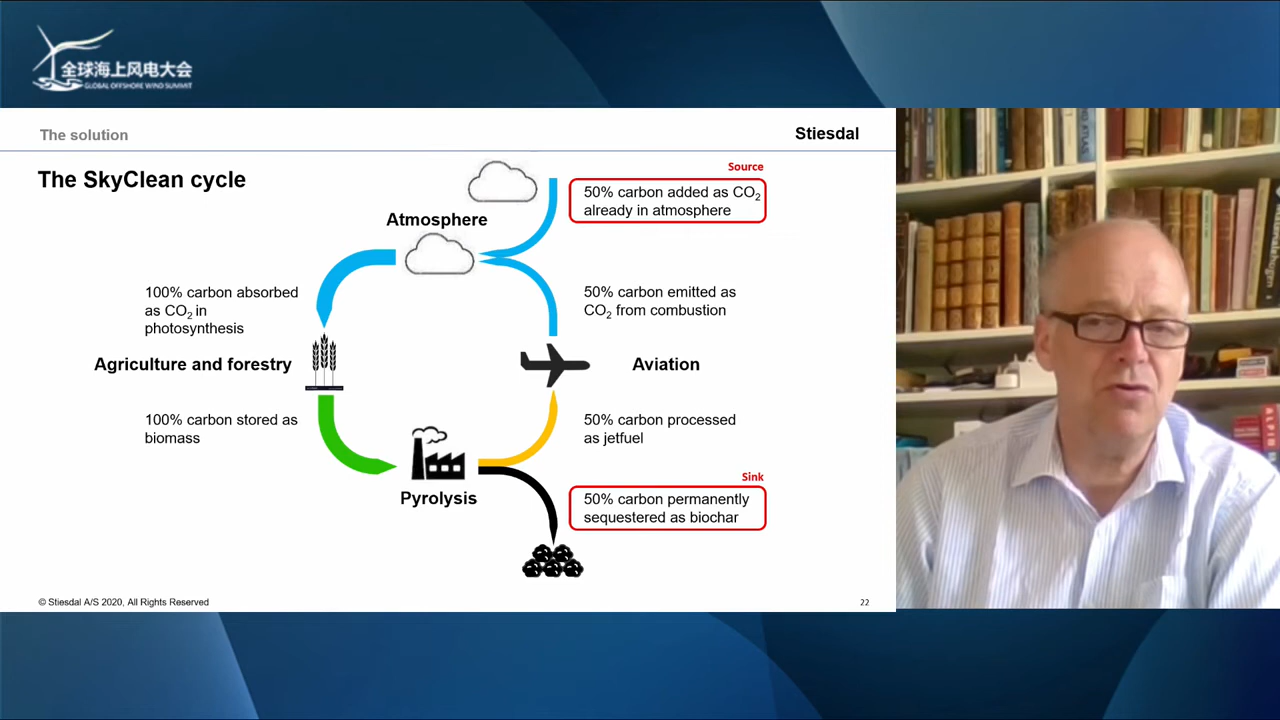 全球海上风电大会
GLOBAL OFFSHORE WIND SUMMIT
The solution
Stiesdal
The SkyClean cycle
Source
50% carbon added as CO2
already in atmosphere
Atmosphere
100% carbon absorbed
as CO2 in
photosynthesis
50% carbon emitted as
CO2 from combustion
Agriculture and forestry
Aviation
100% carbon stored as
biomass
50% carbon processed
as jetfuel
Pyrolysis
Sink
50% carbon permanently
sequestered as biochar
© Stiesdal A/S 2020, All Rights Reserved
22